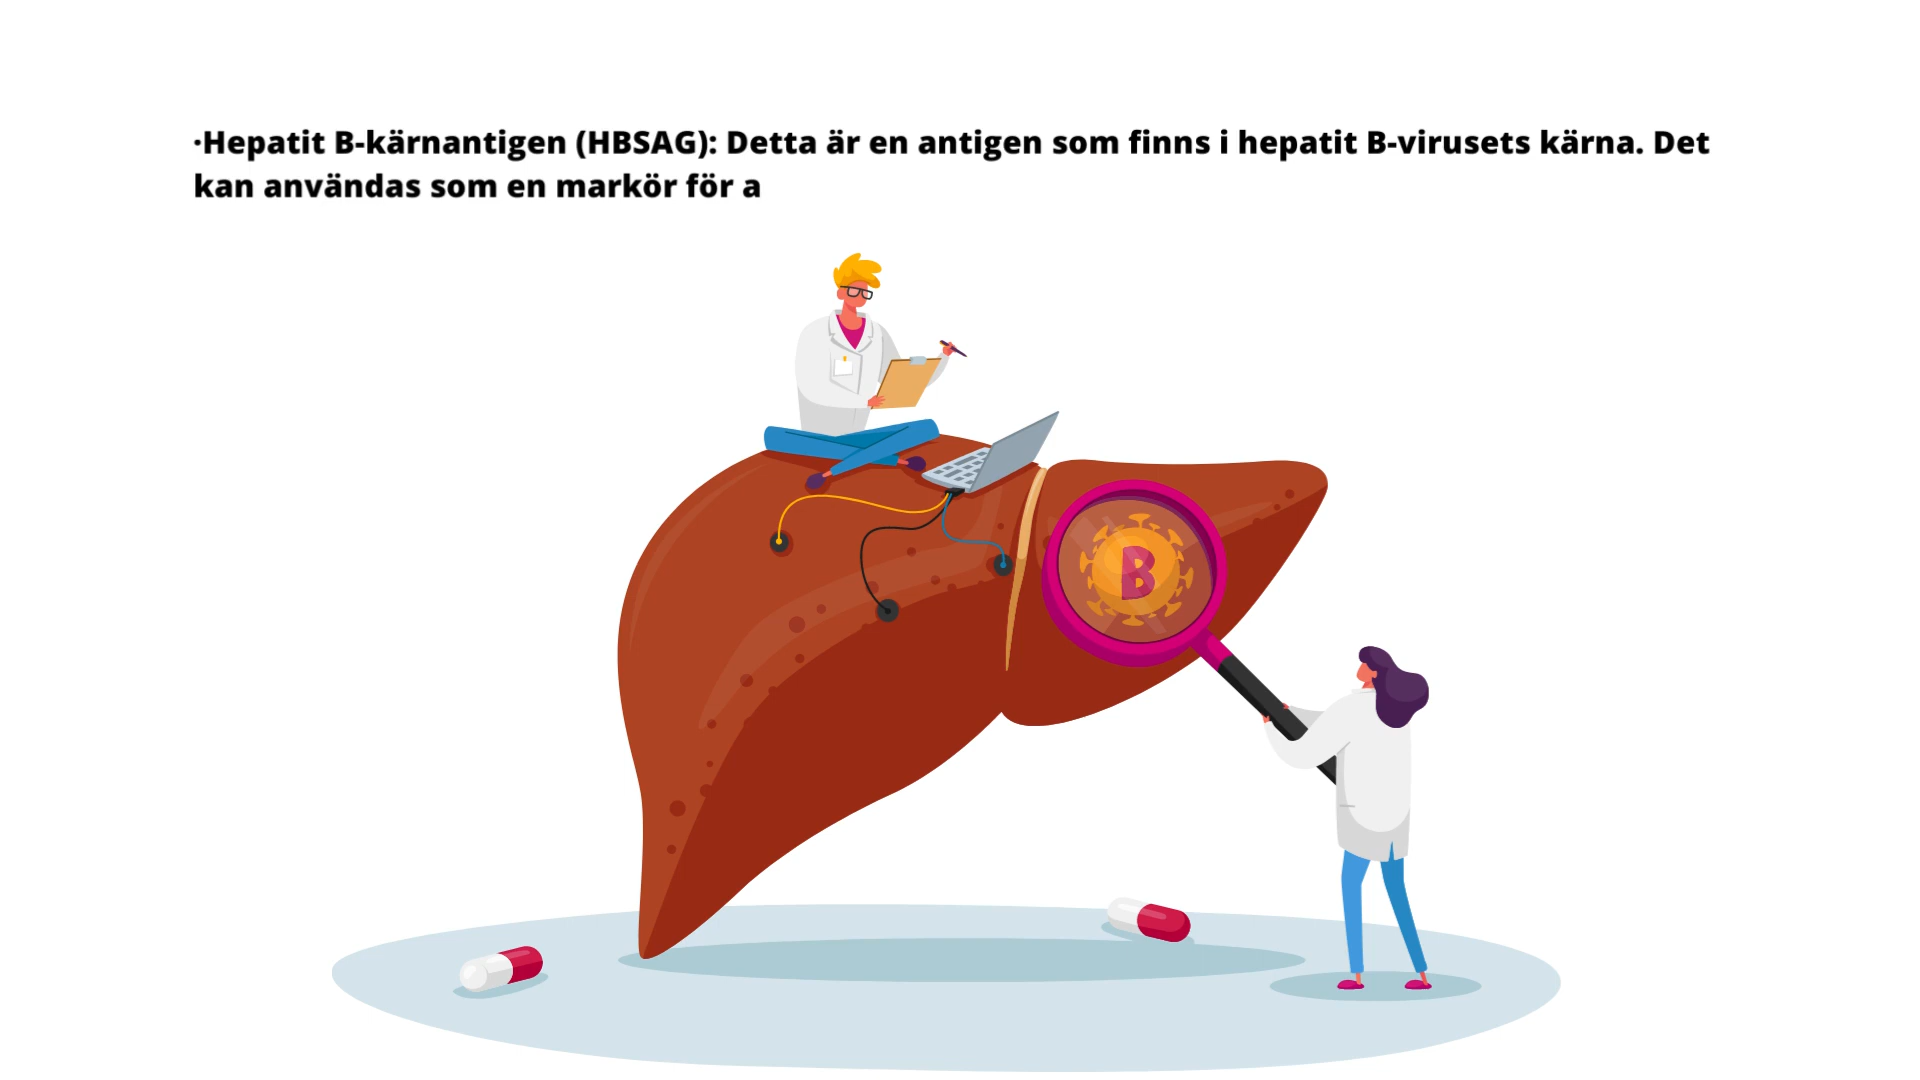 ·Hepatit B-kärnantigen (HBSAG): Detta är en antigen som finns i hepatit B-virusets kärna. Det
kan användas som en markör för a
B